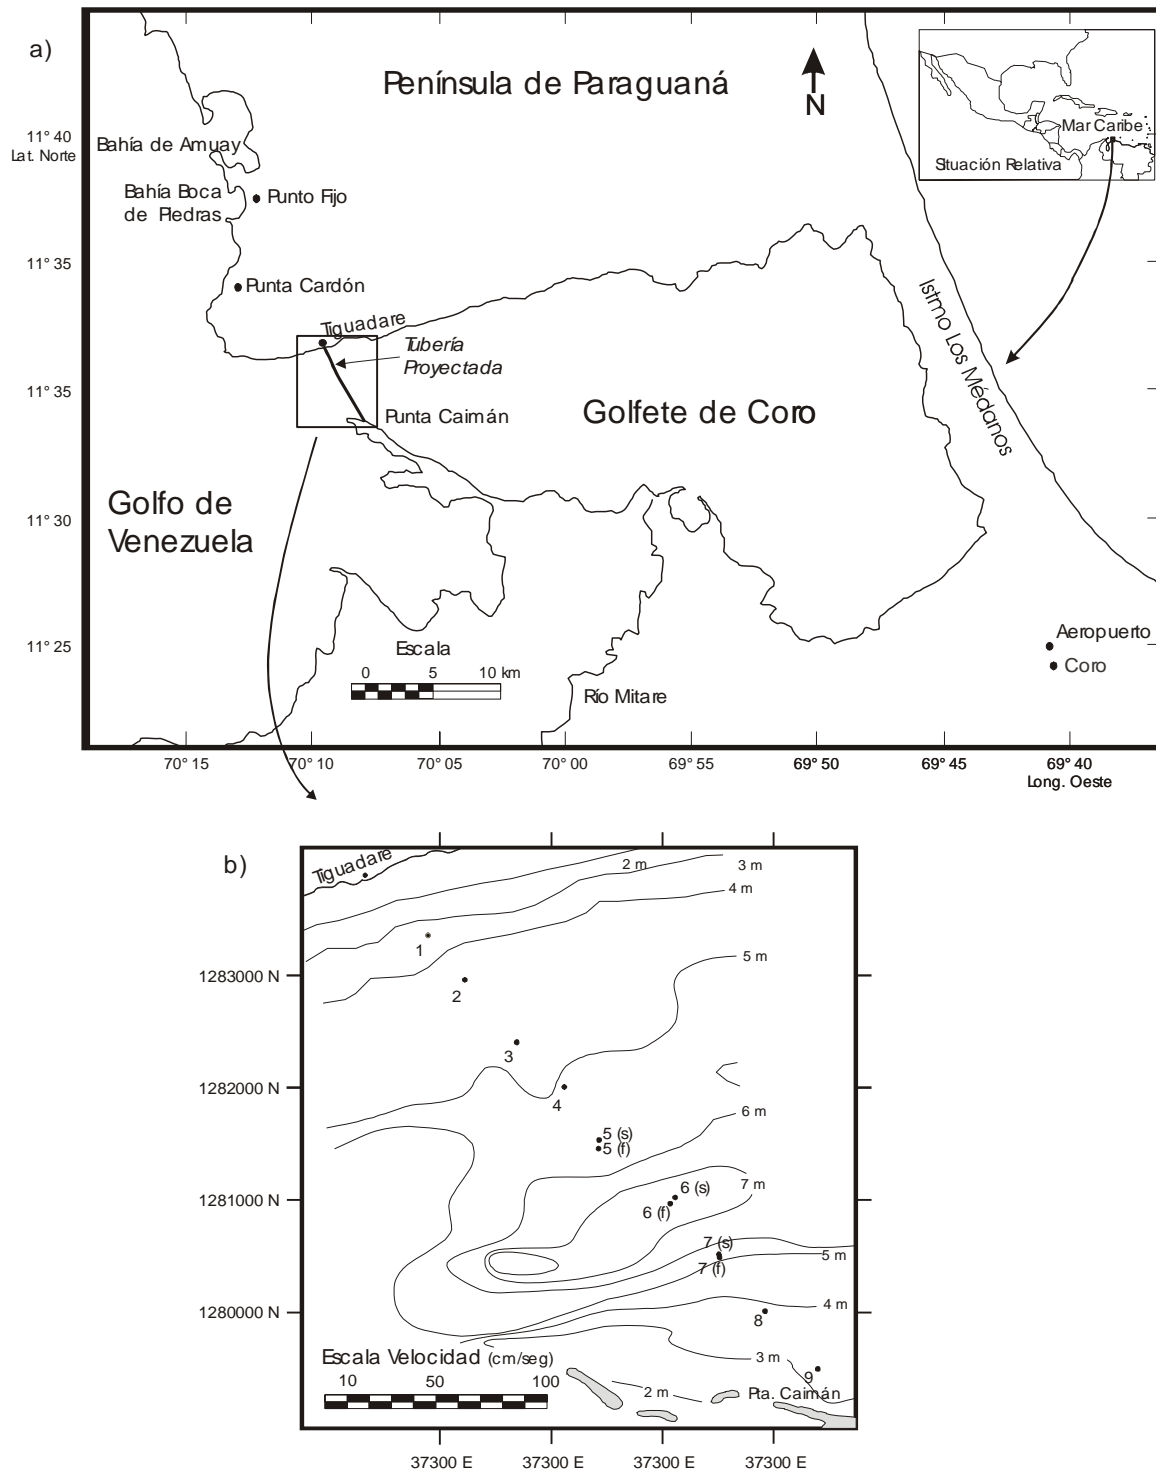 a)
Península de Paraguaná
N
Mar Caribe
Situación Relativa
11° 40
Lat. Norte
Bahía de Amuay
Bahía Boca
de Piedras
Punto Fijo
11° 35
Punta Cardón
Istmo Los Médanos
Tiguadare
Tubería
Proyectada
11° 35
Punta Caimán
Golfete de Coro
Golfo de
Venezuela
11° 30
11° 25
Escala
0 5 10 km
Río Mitare
Aeropuerto
Coro
70° 15
70° 10
70° 05
70° 00
69° 55
69° 50
69° 45
69° 40
Long. Oeste
b)
Tiguadare
2 m
3 m
4 m
1
1283000 N
5 m
2
3
1282000 N
4
6 m
5 (s)
5 (f)
7 m
6 (s)
6 (f)
1281000 N
7 (s)
7 (f)
5 m
4 m
1280000 N
8
3 m
9
Escala Velocidad (cm/seg)
10 50 100
2 m
Pta. Caimán
37300 E
37300 E
37300 E
37300 E